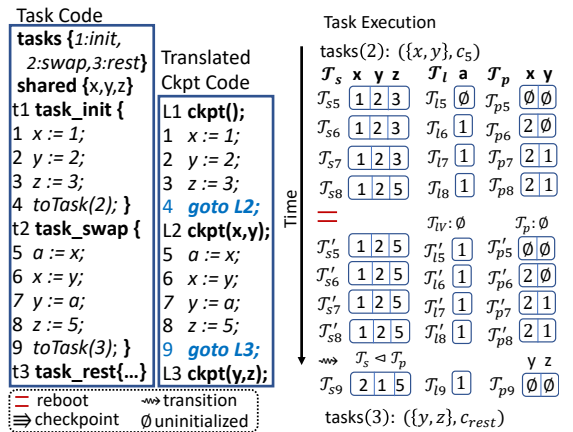 Task Code
tasks {1:init,
2:swap,3:rest}
shared {x,y,z}
t1 task_init {
1 x := 1;
2 y := 2;
3 z := 3;
4 toTask(2); }
t2 task_swap {
5 a := x;
6 x := y;
7 y := a;
8 z := 5;
9 toTask(3); }
t3 task_rest{...}
Translated
Ckpt Code
L1 ckpt();
1 x := 1;
2 y := 2;
3 z := 3;
4 goto L2;
L2 ckpt(x,y);
5 a := x;
6 x := y;
7 y := a;
8 z := 5;
9 goto L3;
L3 ckpt(y,z);
= reboot ⇝ transition
⇛ checkpoint Ø uninitialized
Time
Task Execution
tasks(2): ({x, y}, c₅)
𝒯s x y z 𝒯l a 𝒯p x y
𝒯s5 1 2 3 𝒯l5 Ø 𝒯p5 Ø Ø
𝒯s6 1 2 3 𝒯l6 1 𝒯p6 2 Ø
𝒯s7 1 2 3 𝒯l7 1 𝒯p7 2 1
𝒯s8 1 2 5 𝒯l8 1 𝒯p8 2 1
𝒯lV: Ø 𝒯p: Ø
𝒯′s5 1 2 5 𝒯′l5 1 𝒯′p5 Ø Ø
𝒯′s6 1 2 5 𝒯′l6 1 𝒯′p6 2 Ø
𝒯′s7 1 2 5 𝒯′l7 1 𝒯′p7 2 1
𝒯′s8 1 2 5 𝒯′l8 1 𝒯′p8 2 1
⇝ 𝒯s ⊲ 𝒯p y z
𝒯s9 2 1 5 𝒯l9 1 𝒯p9 Ø Ø
tasks(3): ({y, z}, c_rest)